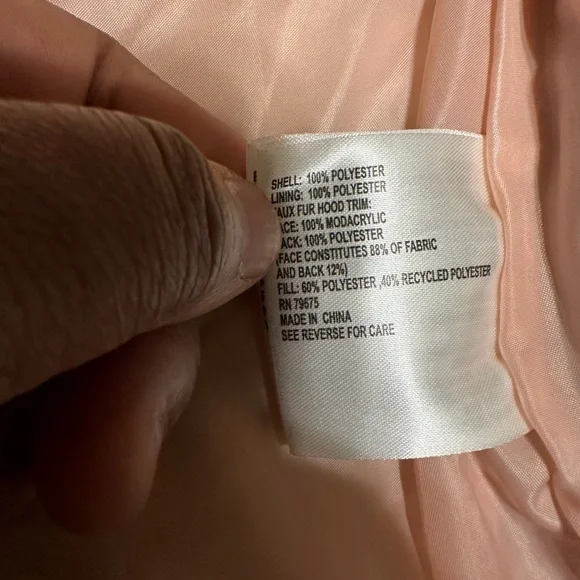 SHELL: 100% POLYESTER
LINING: 100% POLYESTER
AUX FUR HOOD TRIM:
ACE: 100% MODACRYLIC
ACK: 100% POLYESTER
(FACE CONSTITUTES 88% OF FABRIC
AND BACK 12%)
FILL: 60% POLYESTER ,40% RECYCLED POLYESTER
RN 79675
MADE IN CHINA
SEE REVERSE FOR CARE